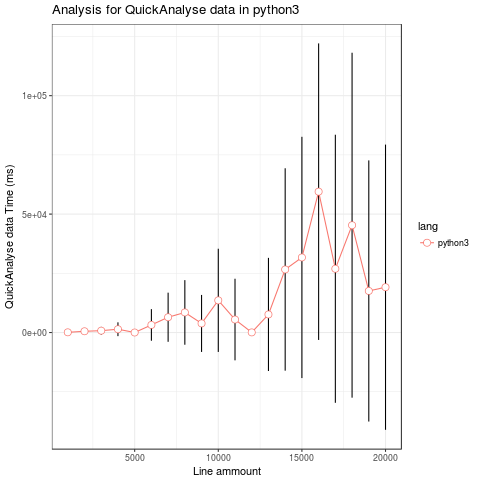 Analysis for QuickAnalyse data in python3
QuickAnalyse data Time (ms)
1e+05
5e+04
0e+00
5000
10000
15000
20000
Line ammount
lang
python3